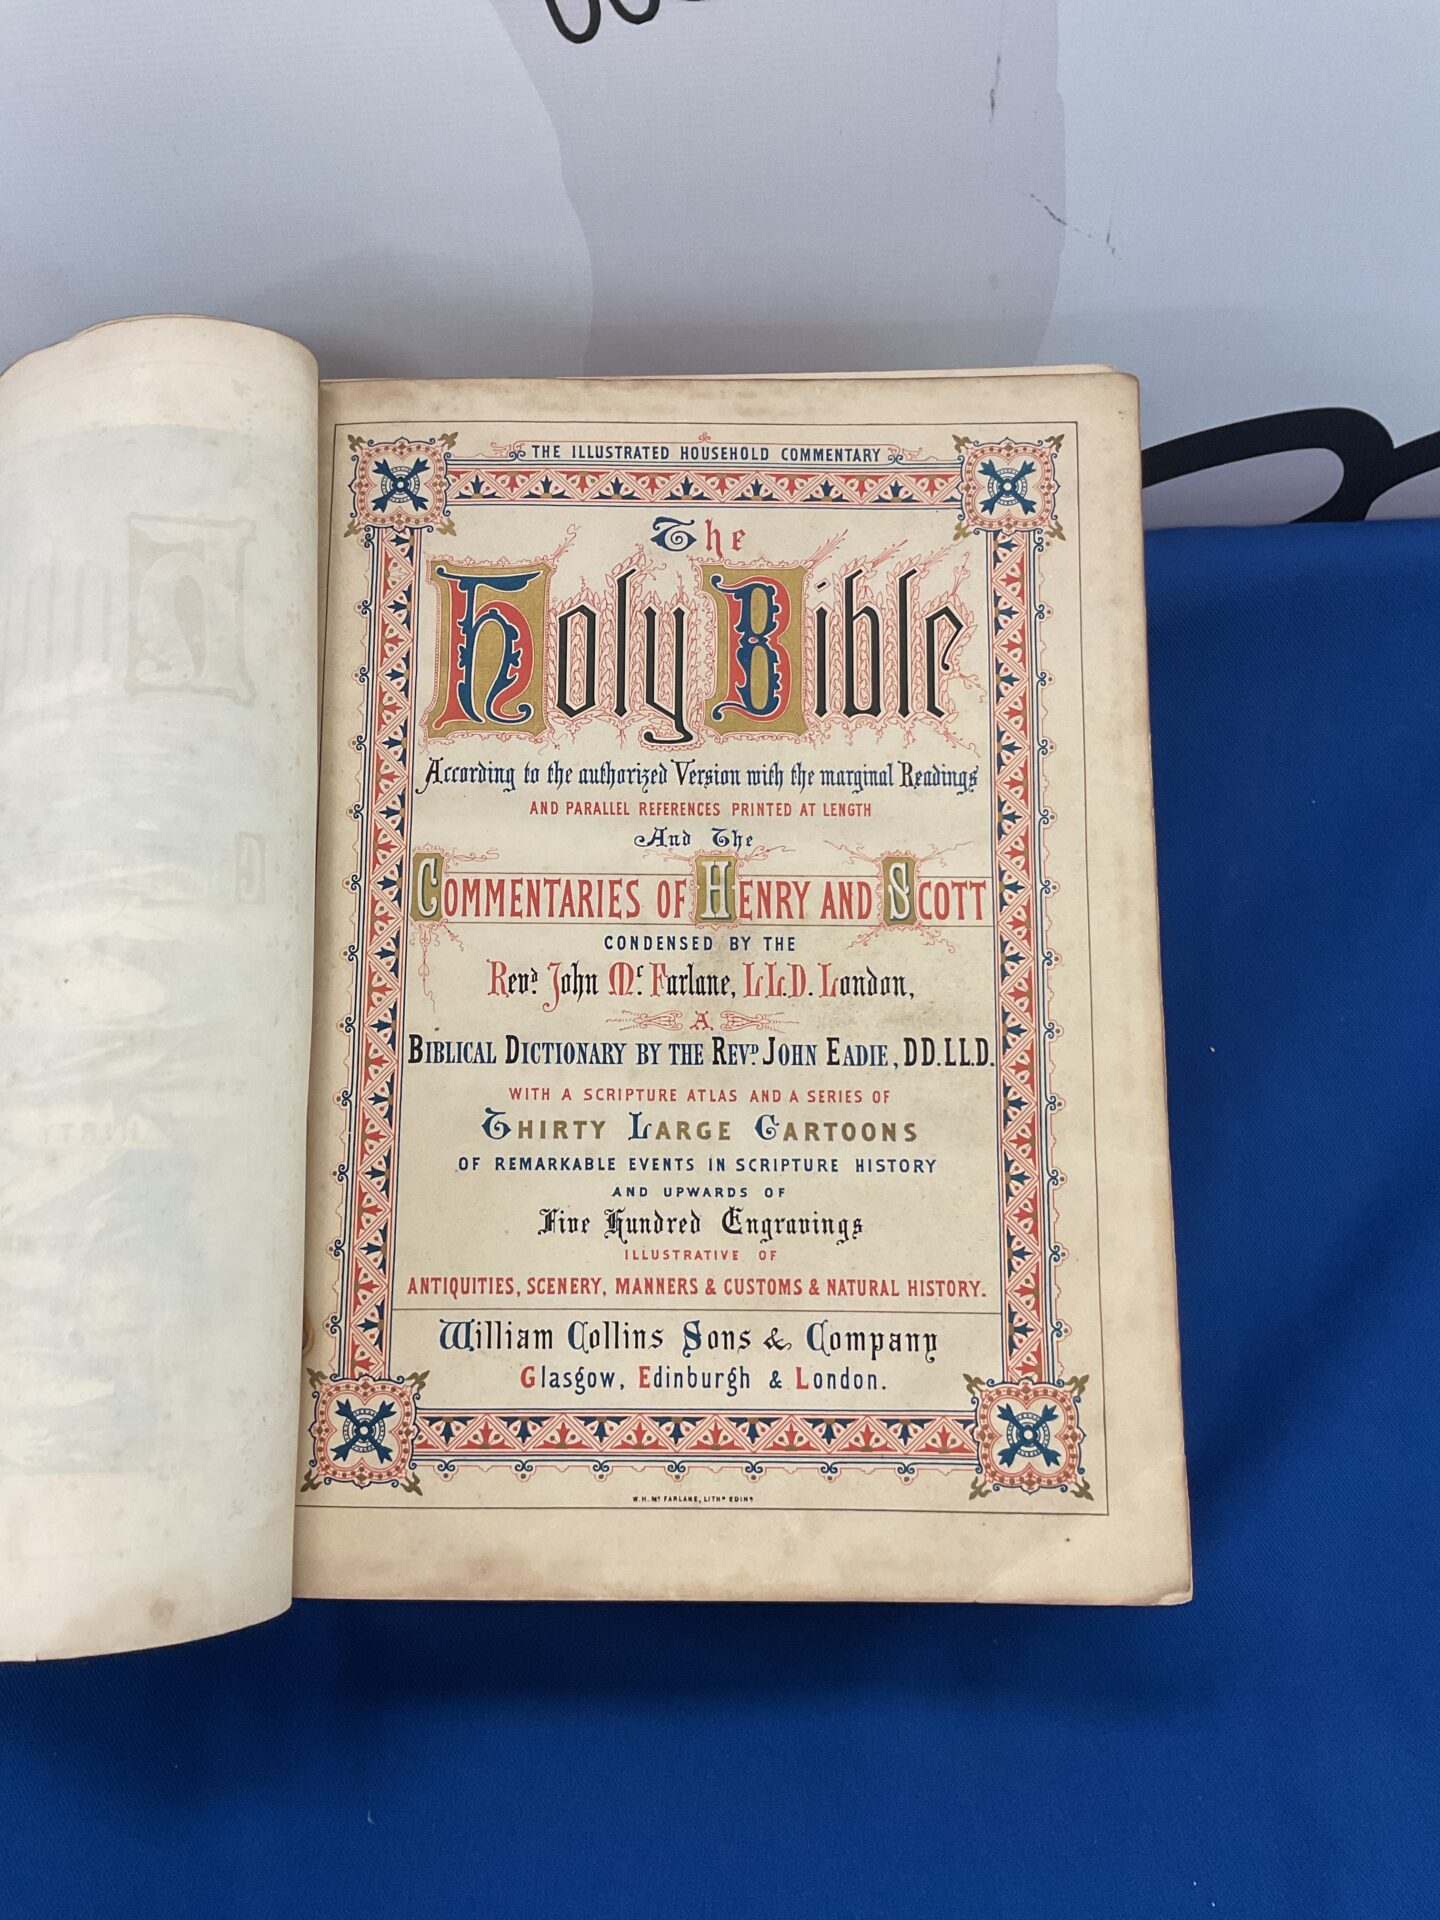 THE ILLUSTRATED HOUSEHOLD COMMENTARY
The
Holy Bible
According to the authorized Version with the marginal Readings
AND PARALLEL REFERENCES PRINTED AT LENGTH
And The
COMMENTARIES OF HENRY AND SCOTT
CONDENSED BY THE
Revd. John Mc. Farlane, LL.D. London,
A
BIBLICAL DICTIONARY BY THE REVD. JOHN EADIE, DD.LL.D.
WITH A SCRIPTURE ATLAS AND A SERIES OF
THIRTY LARGE CARTOONS
OF REMARKABLE EVENTS IN SCRIPTURE HISTORY
AND UPWARDS OF
Five Hundred Engravings
ILLUSTRATIVE OF
ANTIQUITIES, SCENERY, MANNERS & CUSTOMS & NATURAL HISTORY.
William Collins Sons & Company
Glasgow, Edinburgh & London.
W. H. Mc FARLANE, LITHR EDINR